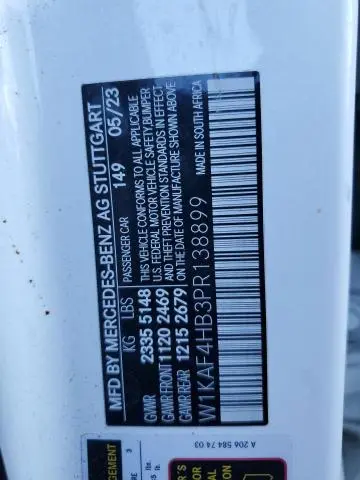 MFD BY MERCEDES-BENZ AG STUTTGART
PASSENGER CAR 149 05/23
KG LBS
GVWR 2335 5148
GAWR FRONT 1120 2469
GAWR REAR 1215 2679
THIS VEHICLE CONFORMS TO ALL APPLICABLE
U.S. FEDERAL MOTOR VEHICLE SAFETY, BUMPER
AND THEFT PREVENTION STANDARDS IN EFFECT
ON THE DATE OF MANUFACTURE SHOWN ABOVE
MADE IN SOUTH AFRICA
W1KAF4HB3PR138899
A 206 584 74 03